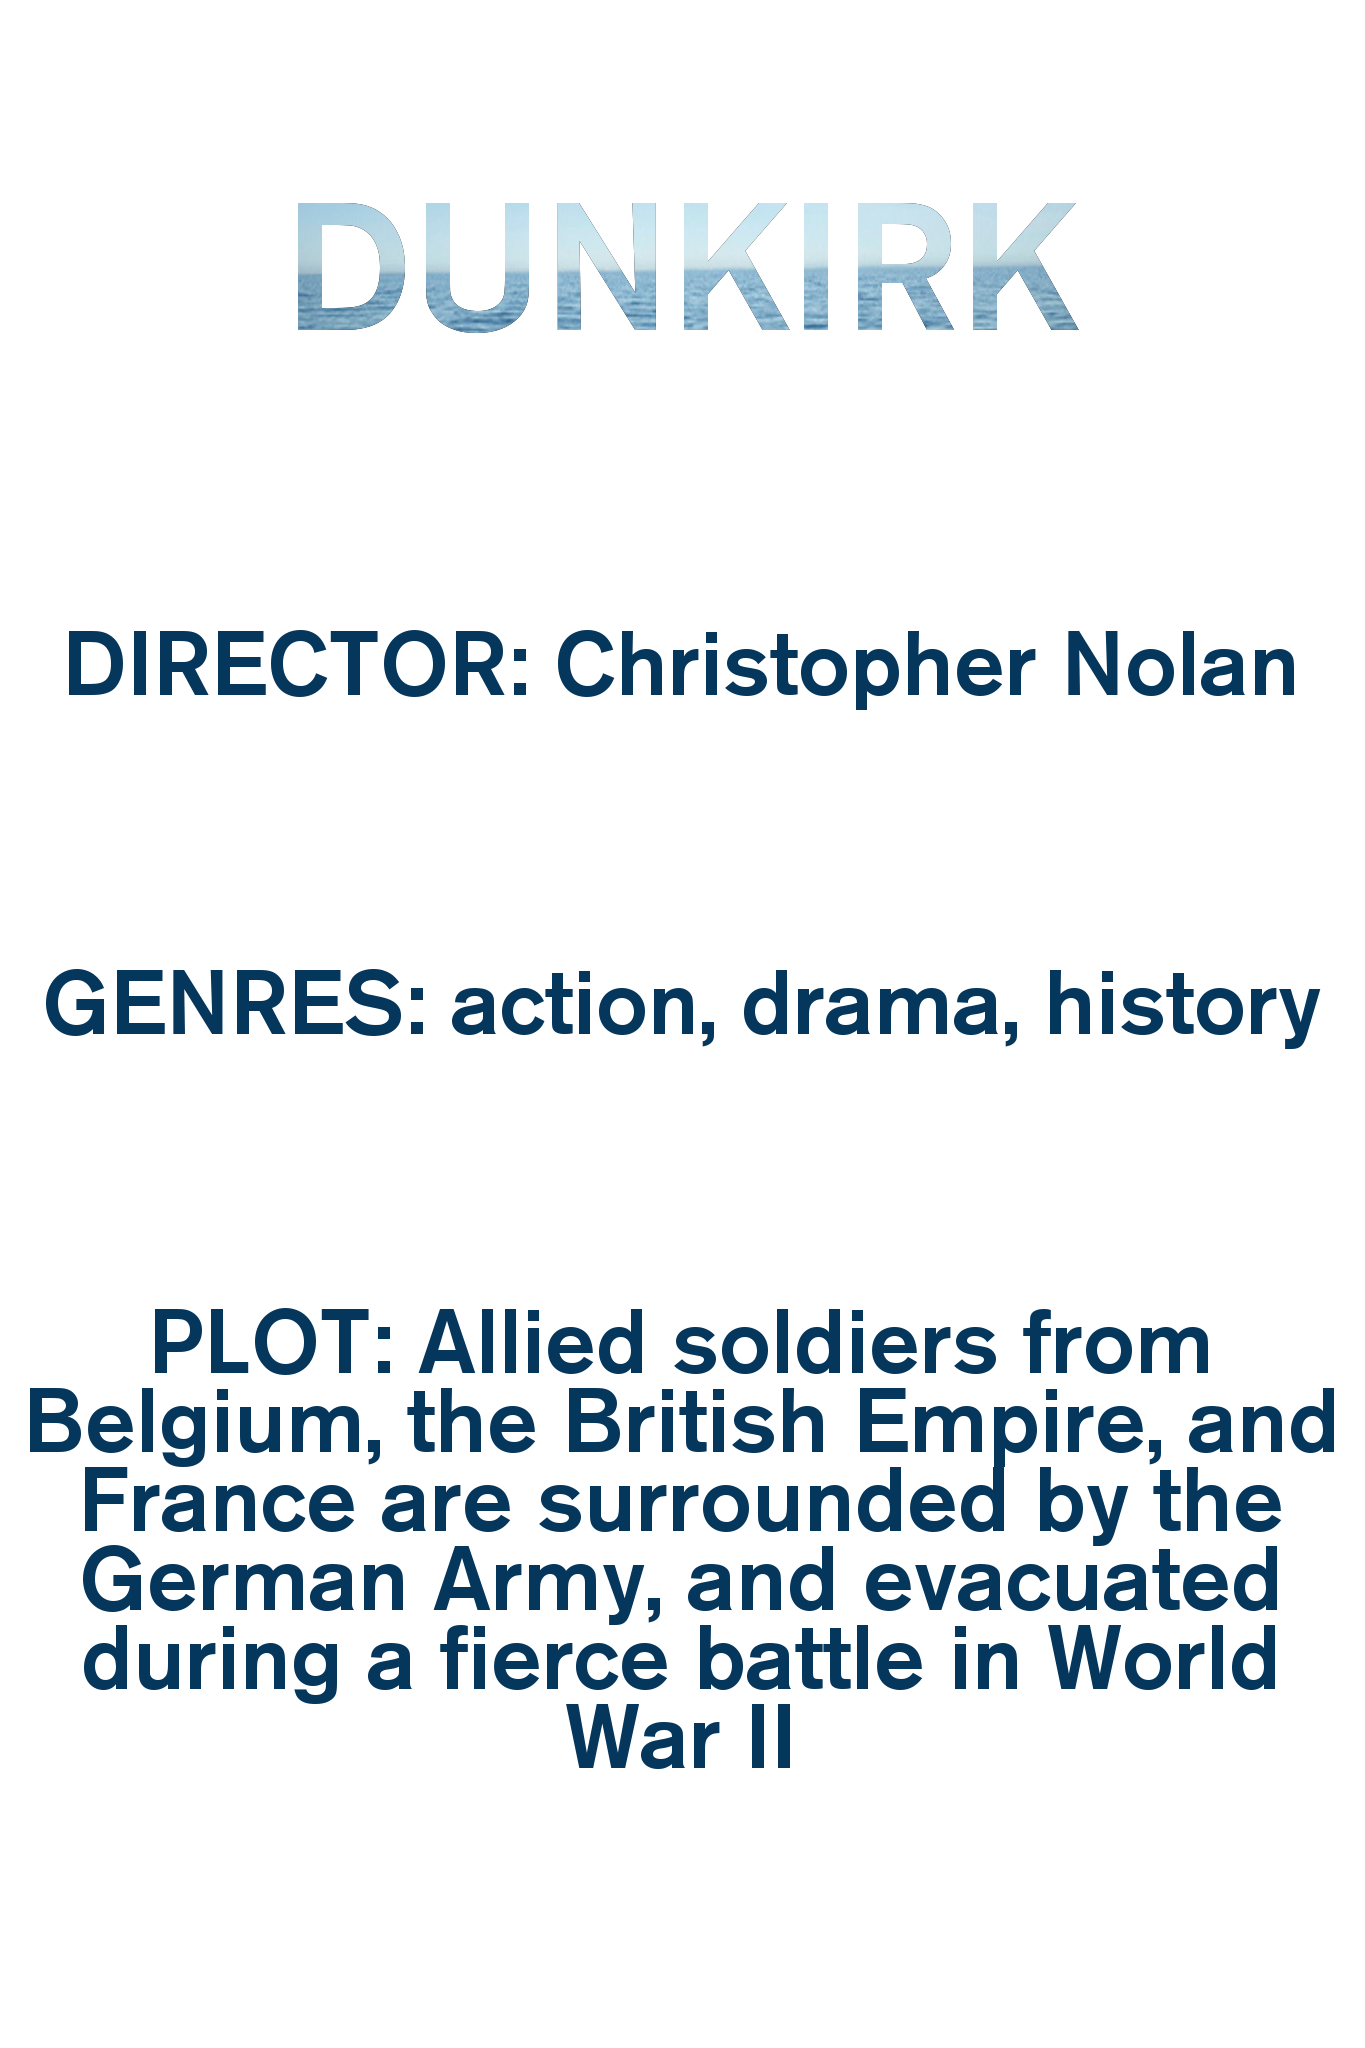 DUNKIRK
DIRECTOR: Christopher Nolan
GENRES: action, drama, history
PLOT: Allied soldiers from
Belgium, the British Empire, and
France are surrounded by the
German Army, and evacuated
during a fierce battle in World
War II